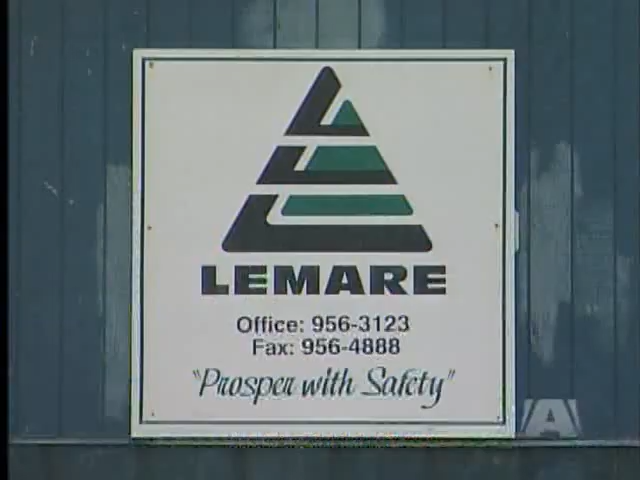 LEMARE
Office: 956-3123
Fax: 956-4888
"Prosper with Safety"
A